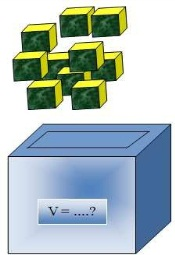 V = ....?